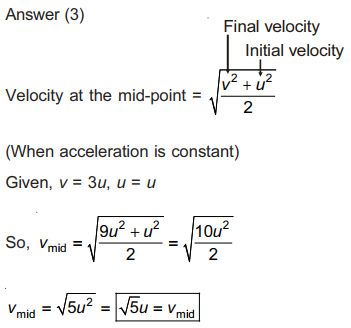 Answer (3)
Final velocity
Initial velocity
Velocity at the mid-point = √((v² + u²)/2)
(When acceleration is constant)
Given, v = 3u, u = u
So, v_mid = √((9u² + u²)/2) = √(10u²/2)
v_mid = √(5u²) = √5u = v_mid